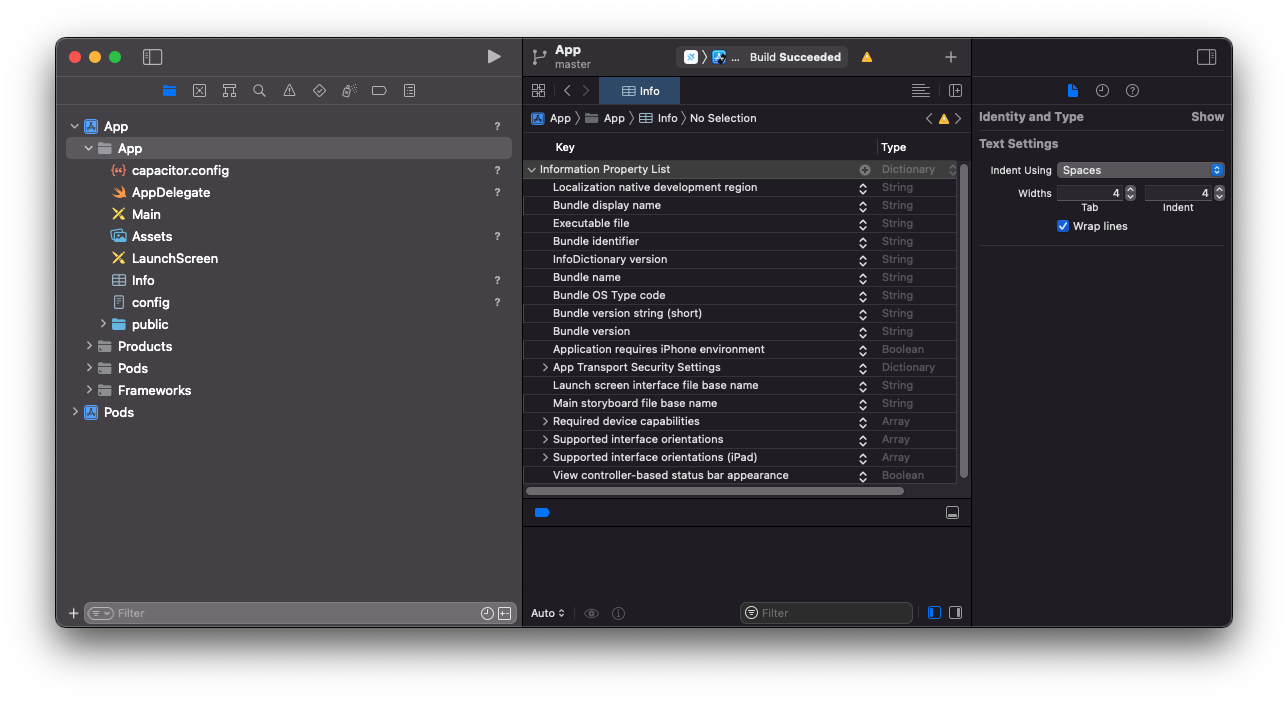 App
master
... Build Succeeded
Info
App
?
App
capacitor.config
?
AppDelegate
?
Main
Assets
?
LaunchScreen
Info
?
config
?
public
Products
Pods
Frameworks
Pods
Filter
App
App
Info
No Selection
Key
Type
Information Property List
Dictionary
Localization native development region
String
Bundle display name
String
Executable file
String
Bundle identifier
String
InfoDictionary version
String
Bundle name
String
Bundle OS Type code
String
Bundle version string (short)
String
Bundle version
String
Application requires iPhone environment
Boolean
App Transport Security Settings
Dictionary
Launch screen interface file base name
String
Main storyboard file base name
String
Required device capabilities
Array
Supported interface orientations
Array
Supported interface orientations (iPad)
Array
View controller-based status bar appearance
Boolean
Auto
Filter
Identity and Type
Show
Text Settings
Indent Using
Spaces
Widths
4
4
Tab
Indent
Wrap lines